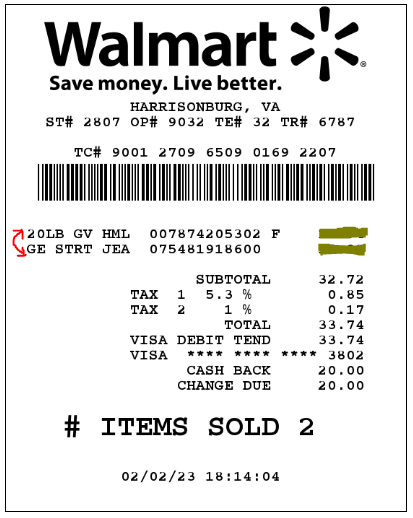 Walmart
Save money. Live better.
HARRISONBURG, VA
ST# 2807 OP# 9032 TE# 32 TR# 6787
TC# 9001 2709 6509 0169 2207
20LB GV HML 007874205302 F
GE STRT JEA 075481918600
SUBTOTAL 32.72
TAX 1 5.3 % 0.85
TAX 2 1 % 0.17
TOTAL 33.74
VISA DEBIT TEND 33.74
VISA **** **** **** 3802
CASH BACK 20.00
CHANGE DUE 20.00
# ITEMS SOLD 2
02/02/23 18:14:04